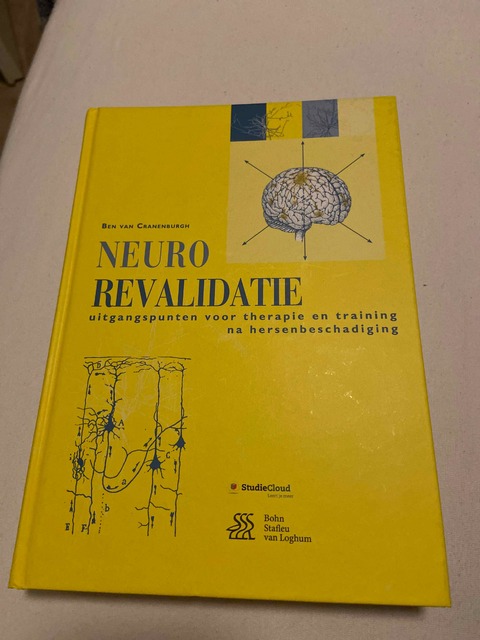 Ben van Cranenburgh
NEURO
REVALIDATIE
uitgangspunten voor therapie en training
na hersenbeschadiging
A
a
b
E
StudieCloud
Bohn
Stafleu
van Loghum